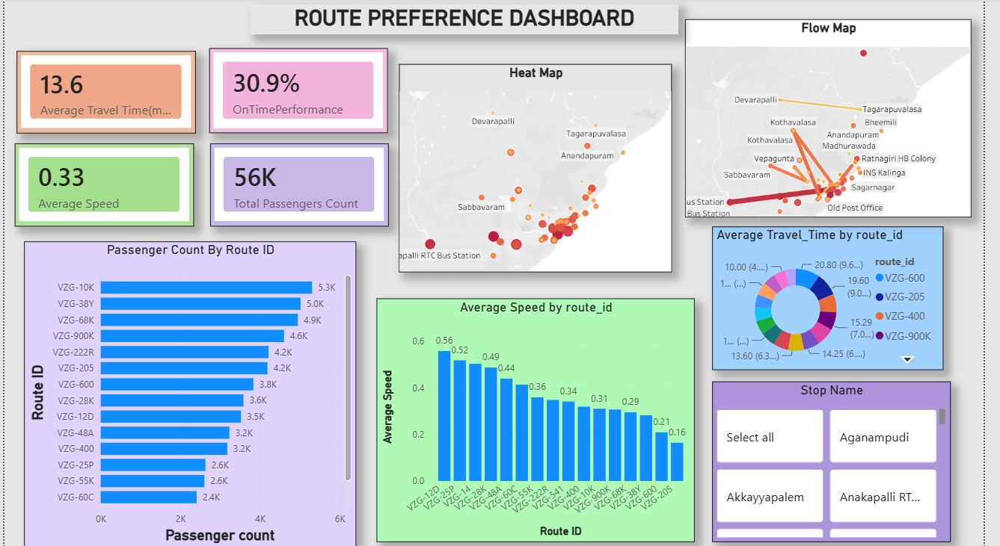 ROUTE PREFERENCE DASHBOARD
13.6
Average Travel Time(m...
30.9%
OnTimePerformance
0.33
Average Speed
56K
Total Passengers Count
Heat Map
Devarapalli
Tagarapuvalasa
Anandapuram
Sabbavaram
apalli RTC Bus Station
Flow Map
Devarapalli
Tagarapuvalasa
Kothavalasa
Bheemili
Kothavalasa
Anandapuram
Madhurawada
Vepagunta
Ratnagiri HB Colony
Sabbavaram
INS Kalinga
Sagarnagar
us Station
Old Post Office
Bus Station
Passenger Count By Route ID
Route ID
VZG-10K 5.3K
VZG-38Y 5.0K
VZG-68K 4.9K
VZG-900K 4.6K
VZG-222R 4.2K
VZG-205 4.2K
VZG-600 3.8K
VZG-28K 3.6K
VZG-12D 3.5K
VZG-48A 3.2K
VZG-400 3.2K
VZG-25P 2.6K
VZG-55K 2.6K
VZG-60C 2.4K
0K 2K 4K 6K
Passenger count
Average Speed by route_id
Average Speed
0.6
0.4
0.2
0.0
0.56 0.52 0.49 0.44 0.36 0.34 0.31 0.29 0.21 0.16
VZG-12D VZG-25P VZG-14 VZG-28K VZG-48A VZG-60C VZG-55K VZG-222R VZG-541 VZG-400 VZG-10K VZG-900K VZG-68K VZG-38Y VZG-600 VZG-205
Route ID
Average Travel_Time by route_id
10.00 (4....)
20.80 (9.6...)
1... (...)
19.60
(9.0...)
15.29
(7.0...)
1... (...)
13.60 (6.3...)
14.25 (6....)
route_id
VZG-600
VZG-205
VZG-400
VZG-900K
Stop Name
Select all
Aganampudi
Akkayyapalem
Anakapalli RT...